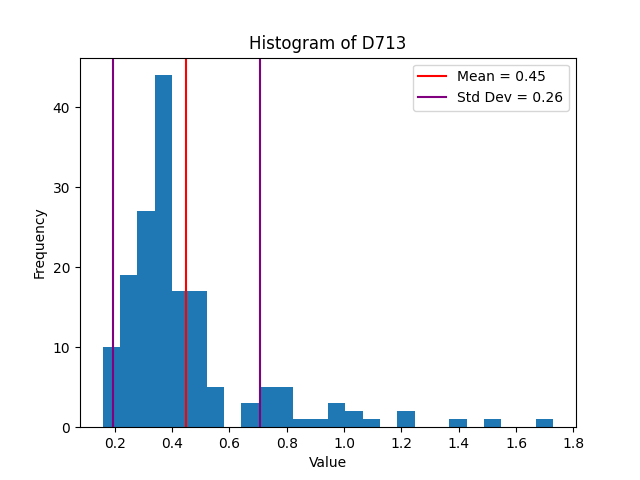 Histogram of D713
Mean = 0.45
Std Dev = 0.26
Frequency
40
30
20
10
0
0.2 0.4 0.6 0.8 1.0 1.2 1.4 1.6 1.8
Value